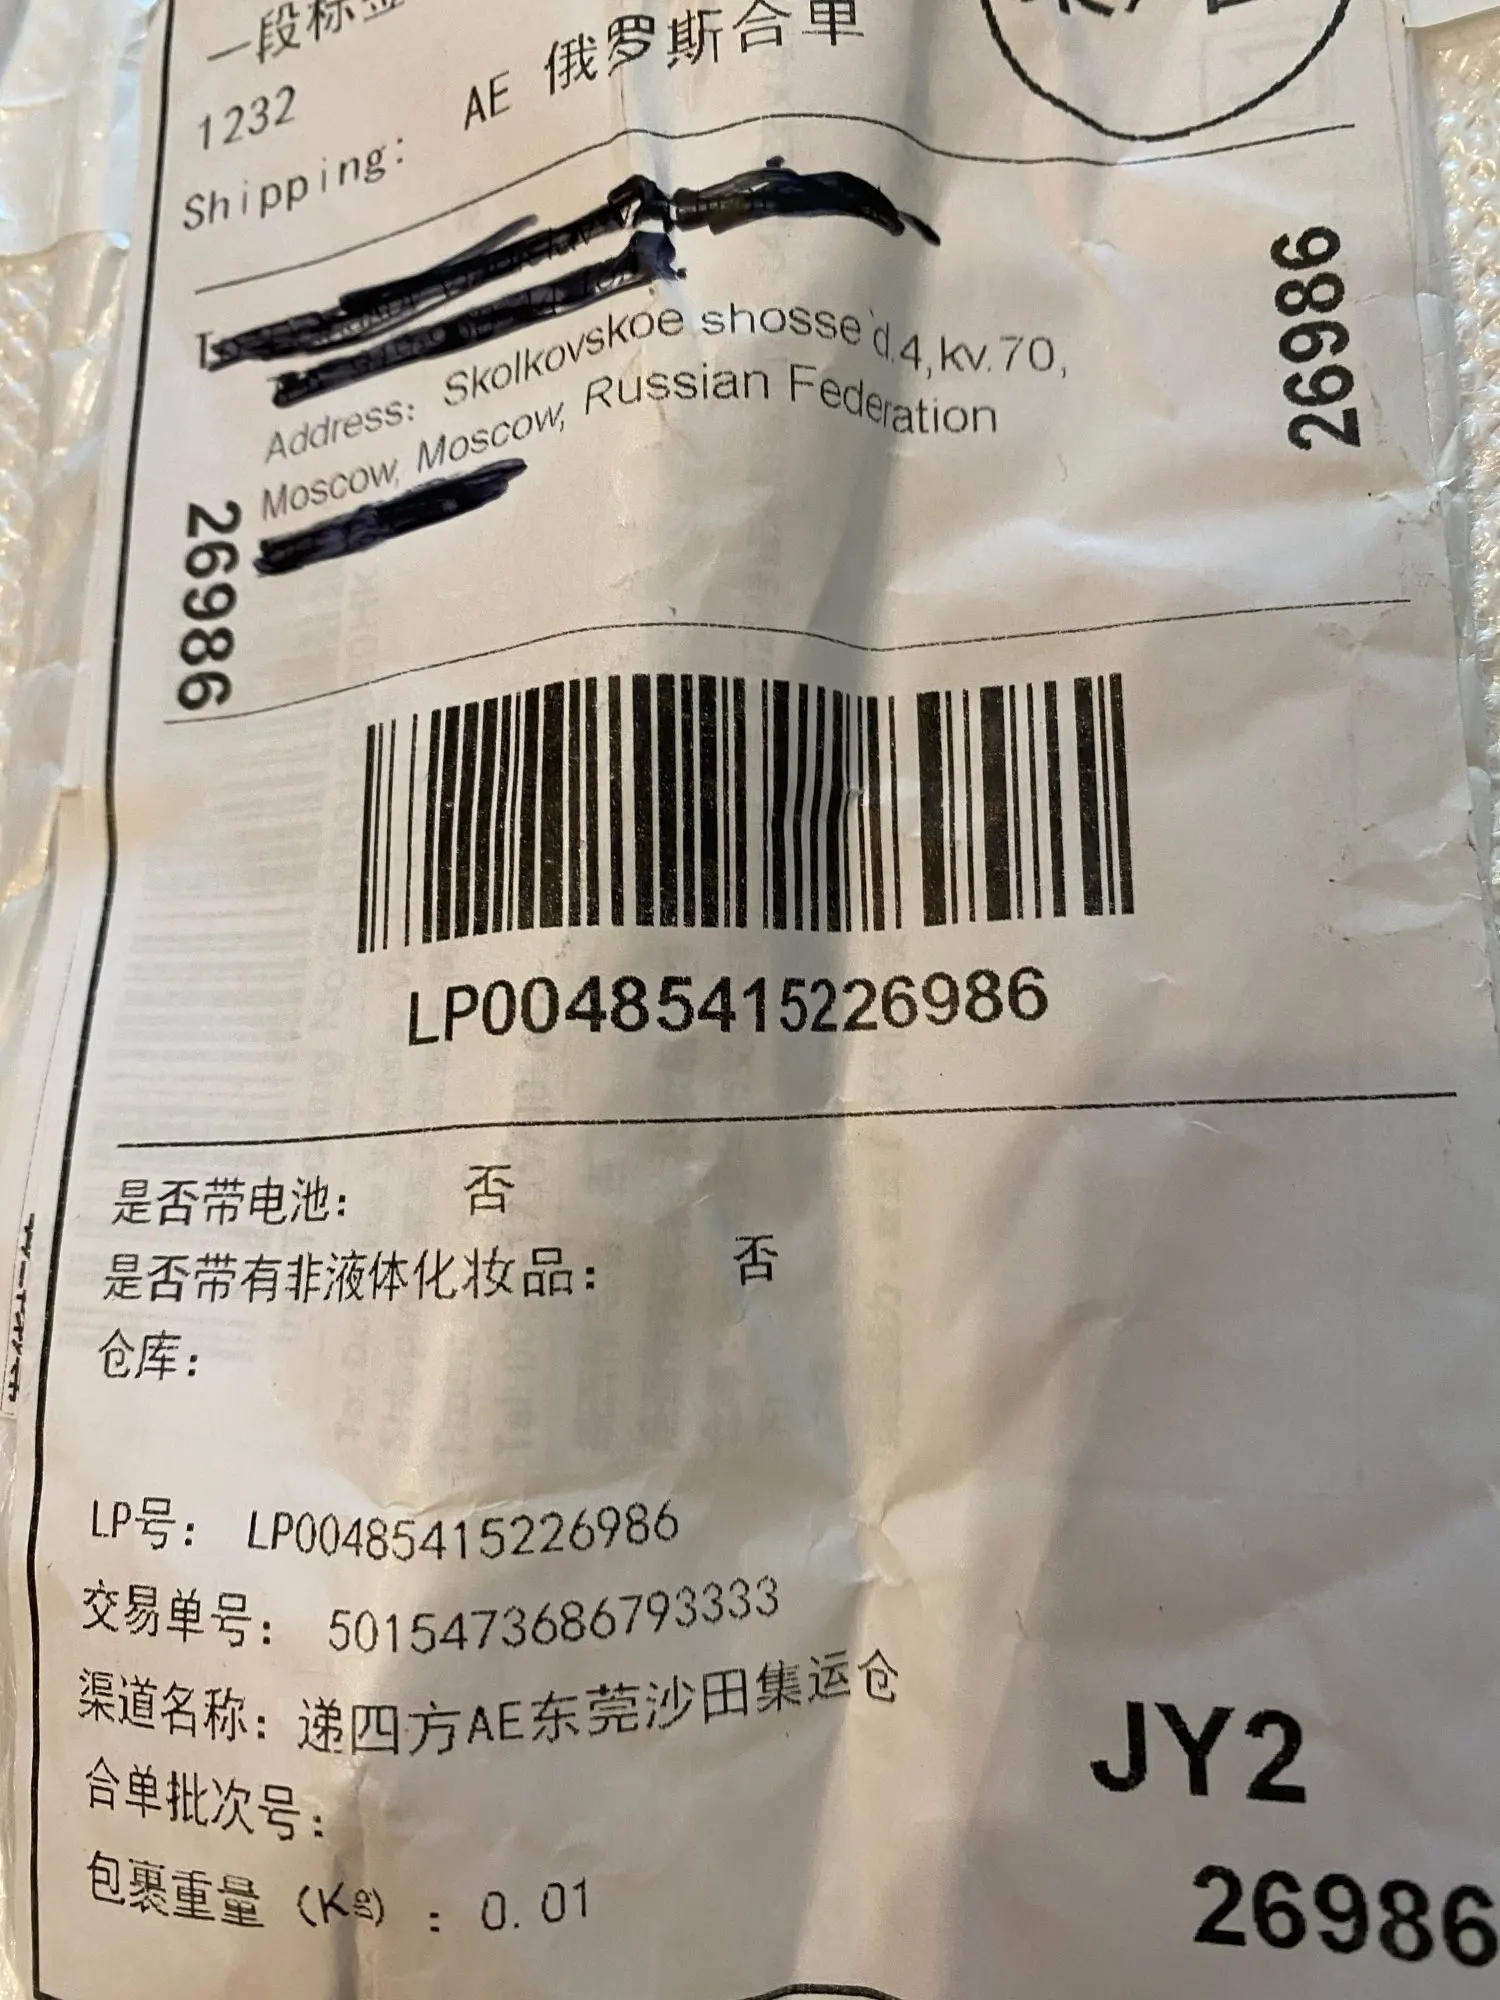 一段标签
1232
Shipping: AE 俄罗斯合单
Address: Skolkovskoe shosse d.4,kv.70,
Moscow, Moscow, Russian Federation
26986
26986
LP00485415226986
是否带电池: 否
是否带有非液体化妆品: 否
仓库:
LP号: LP00485415226986
交易单号: 5015473686793333
渠道名称: 递四方AE东莞沙田集运仓
合单批次号:
包裹重量 (Kg) : 0.01
JY2
26986